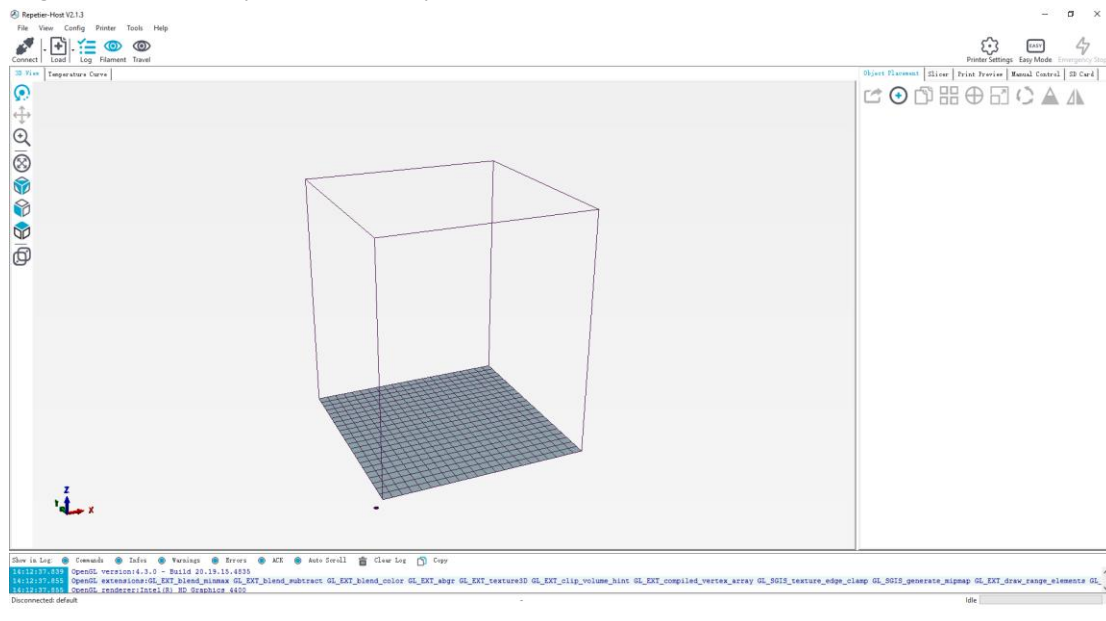 Repetier-Host V2.1.3
File View Config Printer Tools Help
Connect Load Log Filament Travel Printer Settings Easy Mode Emergency Stop
EASY
3D View Temperature Curve Object Placement Slicer Print Preview Manual Control SD Card
Z
Y
X
Show in Log: Commands Infos Warnings Errors ACK Auto Scroll Clear Log Copy
14:12:37.839 OpenGL version:4.3.0 - Build 20.19.15.4835
14:12:37.855 OpenGL extensions:GL_EXT_blend_minmax GL_EXT_blend_subtract GL_EXT_blend_color GL_EXT_abgr GL_EXT_texture3D GL_EXT_clip_volume_hint GL_EXT_compiled_vertex_array GL_SGIS_texture_edge_clamp GL_SGIS_generate_mipmap GL_EXT_draw_range_elements GL_
14:12:37.855 OpenGL renderer:Intel(R) HD Graphics 4400
Disconnected: default - Idle